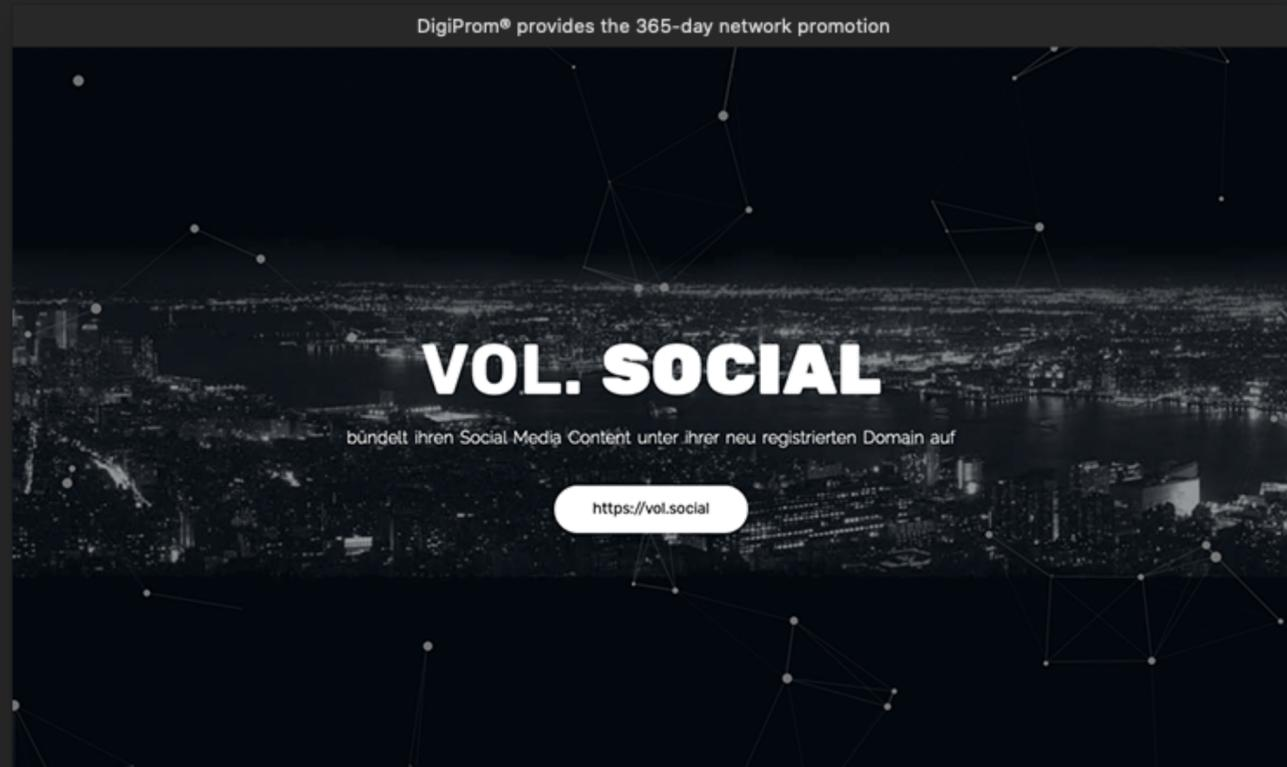 DigiProm® provides the 365-day network promotion
VOL. SOCIAL
bündelt ihren Social Media Content unter ihrer neu registrierten Domain auf
https://vol.social